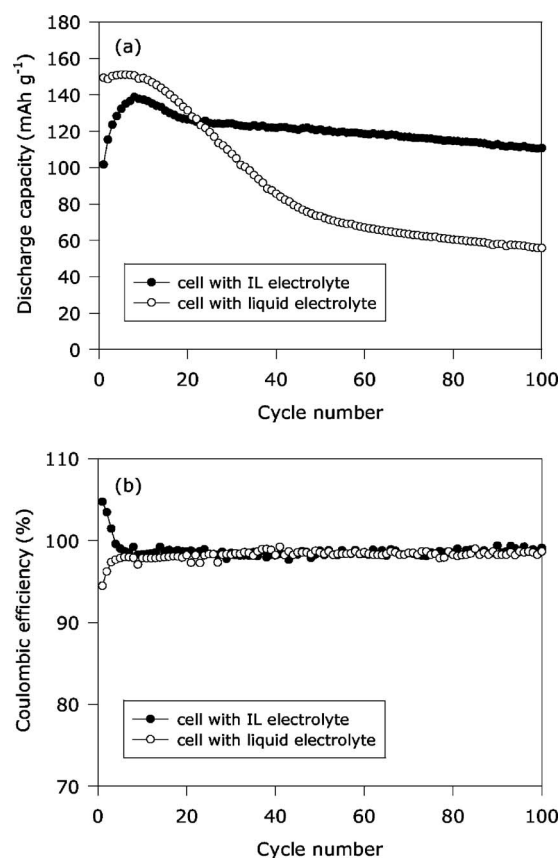 (a)
Discharge capacity (mAh g⁻¹)
180
160
140
120
100
80
60
40
20
0
cell with IL electrolyte
cell with liquid electrolyte
0 20 40 60 80 100
Cycle number
(b)
Coulombic efficiency (%)
110
100
90
80
70
cell with IL electrolyte
cell with liquid electrolyte
0 20 40 60 80 100
Cycle number